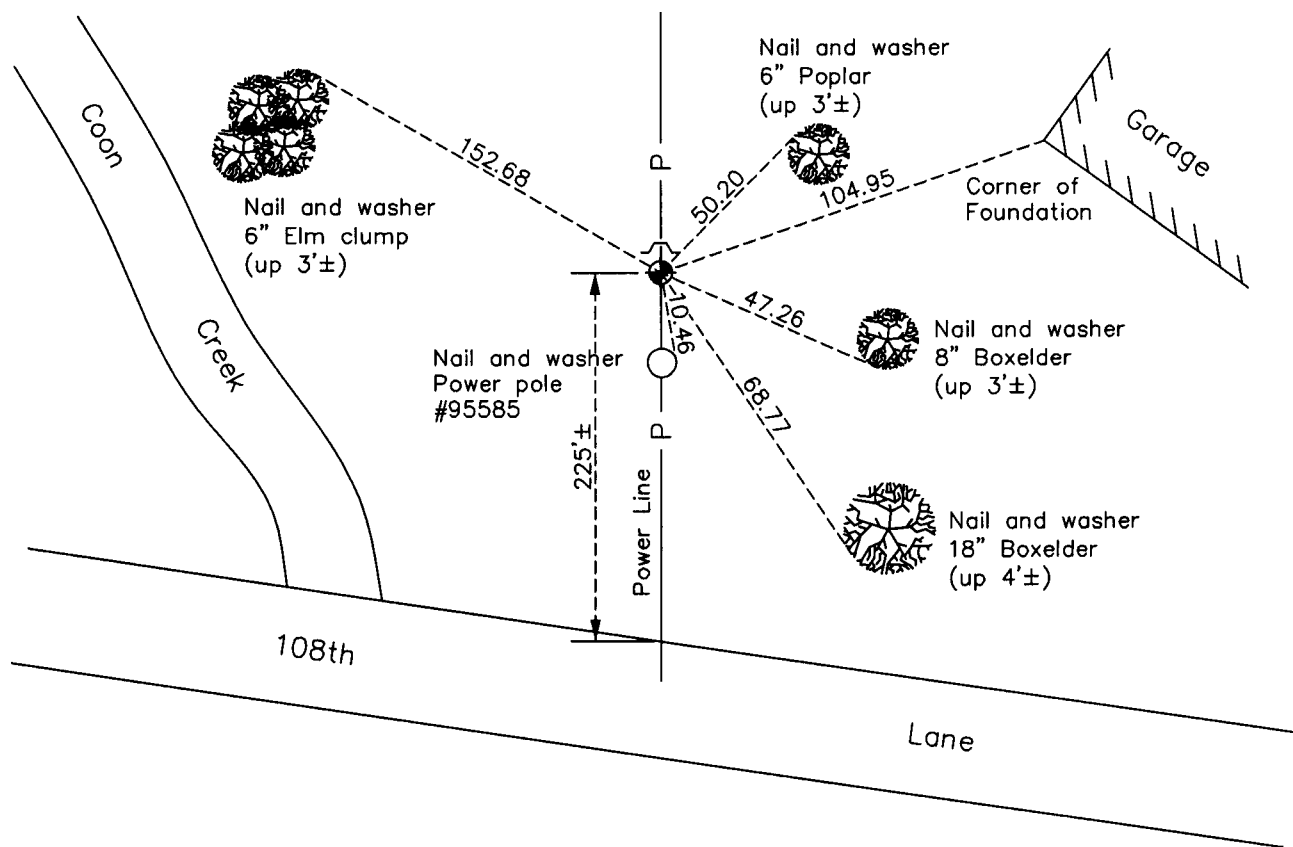 Nail and washer
6" Poplar
(up 3'±)
Coon
Creek
152.68
P
50.20
104.95
Garage
Corner of
Foundation
Nail and washer
6" Elm clump
(up 3'±)
10.46
47.26
Nail and washer
8" Boxelder
(up 3'±)
Nail and washer
Power pole
#95585
68.77
P
225'±
Power Line
Nail and washer
18" Boxelder
(up 4'±)
108th
Lane